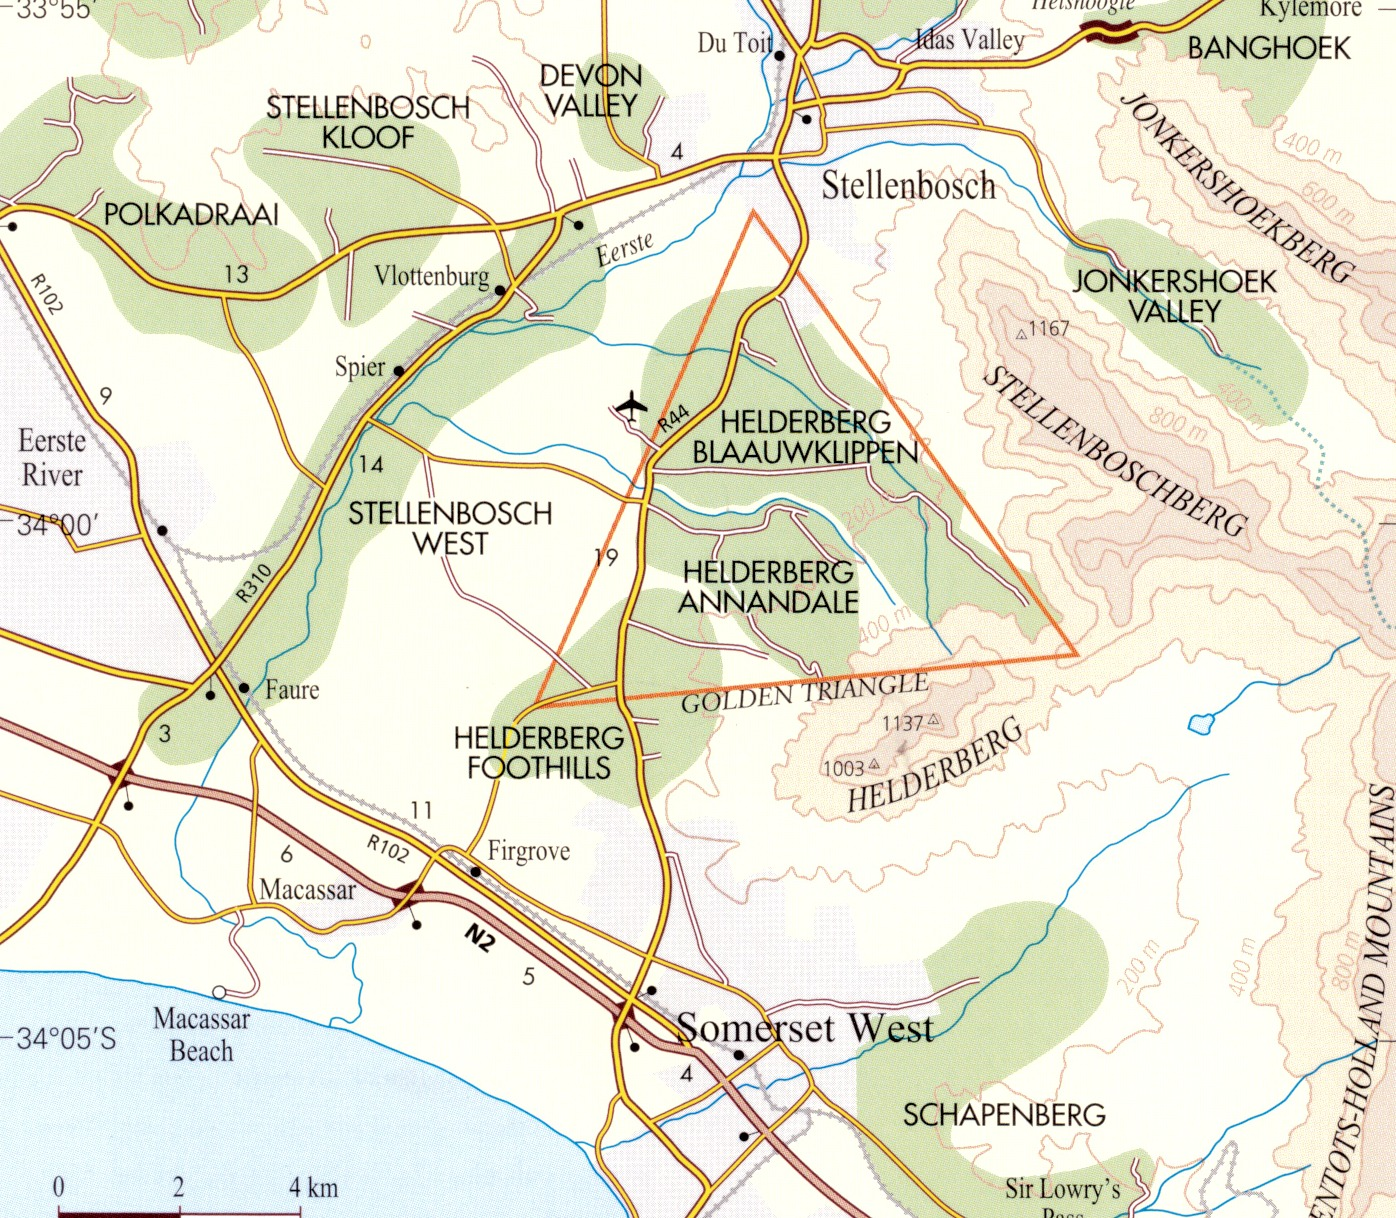 33°55'
Helshoogte
Kylemore
BANGHOEK
Du Toit
Idas Valley
DEVON
VALLEY
STELLENBOSCH
KLOOF
4
JONKERSHOEKBERG
400 m
600 m
Stellenbosch
POLKADRAAI
13
Eerste
Vlottenburg
R102
JONKERSHOEK
VALLEY
1167
Spier
9
400 m
800 m
STELLENBOSCHBERG
R44
HELDERBERG
BLAAUWKLIPPEN
Eerste
River
14
34°00'
STELLENBOSCH
WEST
200 m
19
HELDERBERG
ANNANDALE
R310
400 m
Faure
GOLDEN TRIANGLE
3
1137
1003
HELDERBERG
HELDERBERG
FOOTHILLS
11
R102
Firgrove
6
Macassar
N2
5
200 m
400 m
800 m
Macassar
Beach
34°05'S
Somerset West
4
SCHAPENBERG
ENTOTS-HOLLAND MOUNTAINS
Sir Lowry's
Pass
0 2 4 km